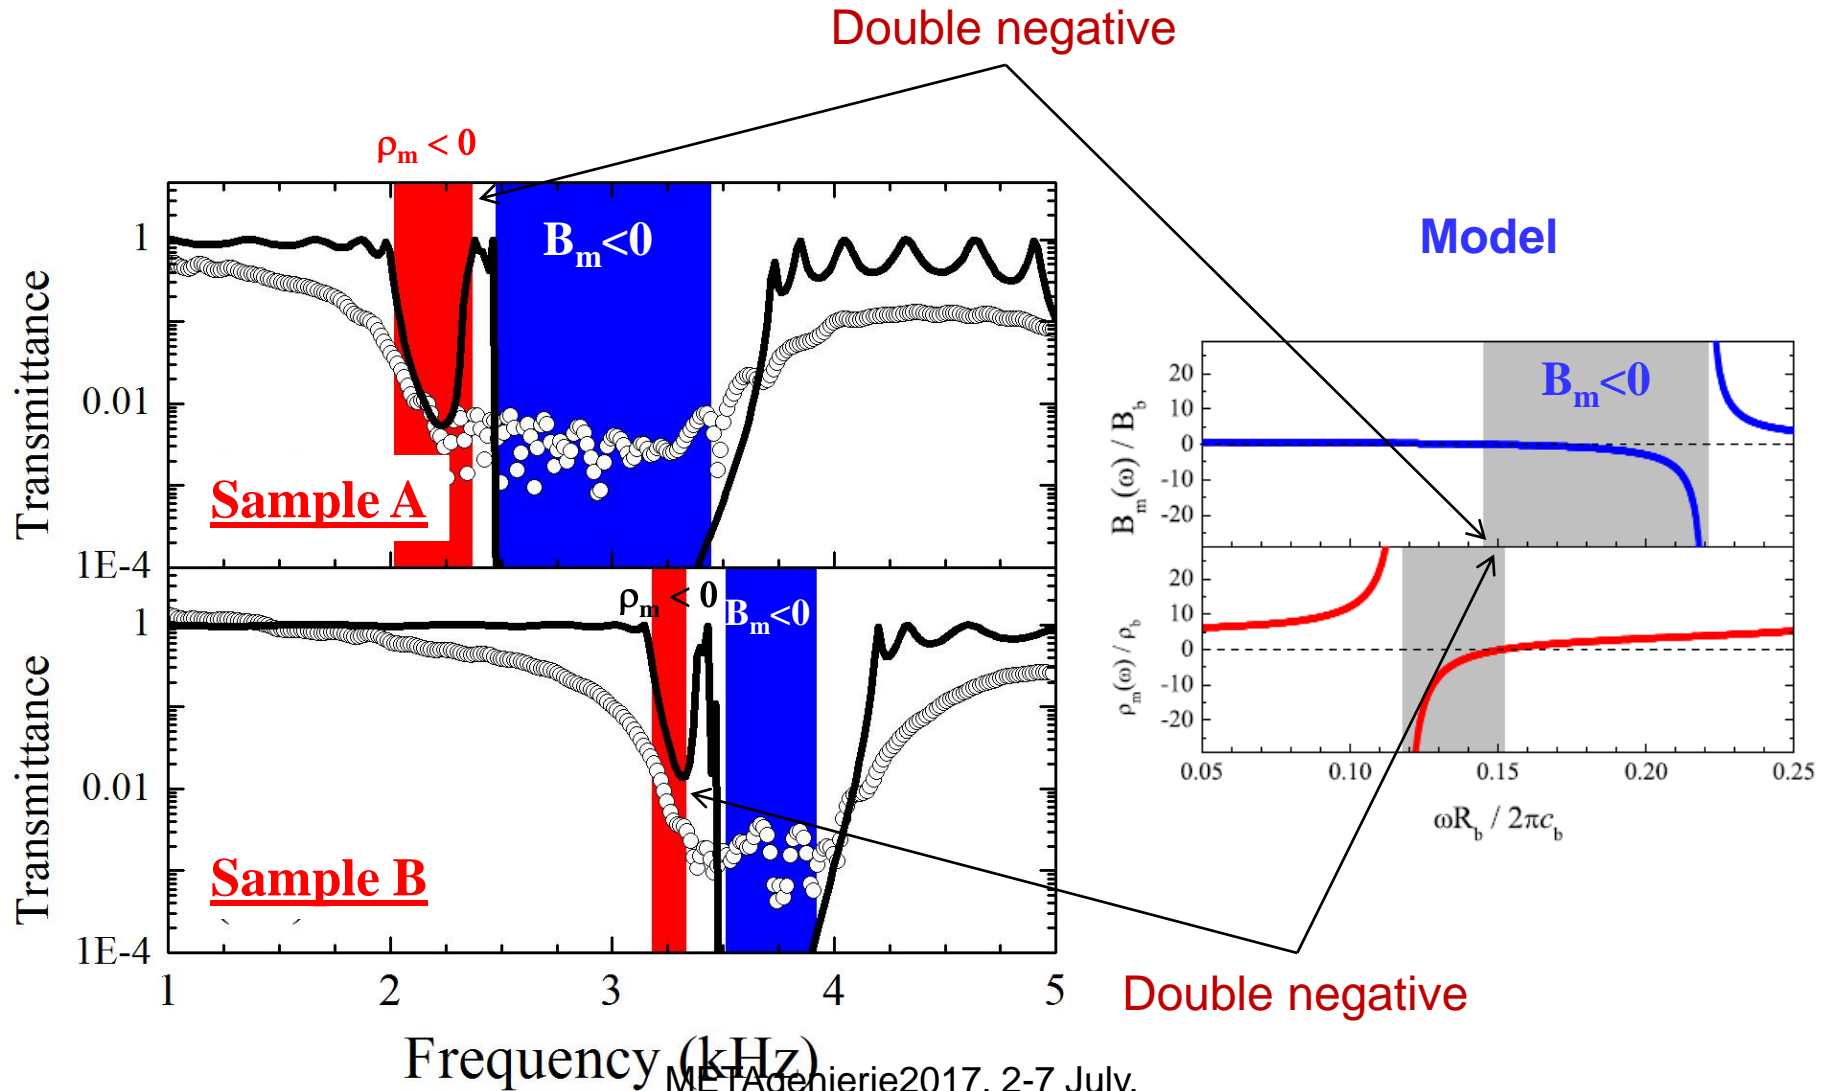 Double negative
ρm < 0
Bm<0
Model
Transmittance
1
0.01
1E-4
Sample A
Bm(ω) / Bb
20
10
0
-10
-20
Bm<0
ρm < 0
Bm<0
Transmittance
1
0.01
1E-4
Sample B
ρm(ω) / ρb
20
10
0
-10
-20
0.05 0.10 0.15 0.20 0.25
ωRb / 2πcb
1 2 3 4 5
Double negative
Frequency (kHz)
METAgenierie2017, 2-7 July,